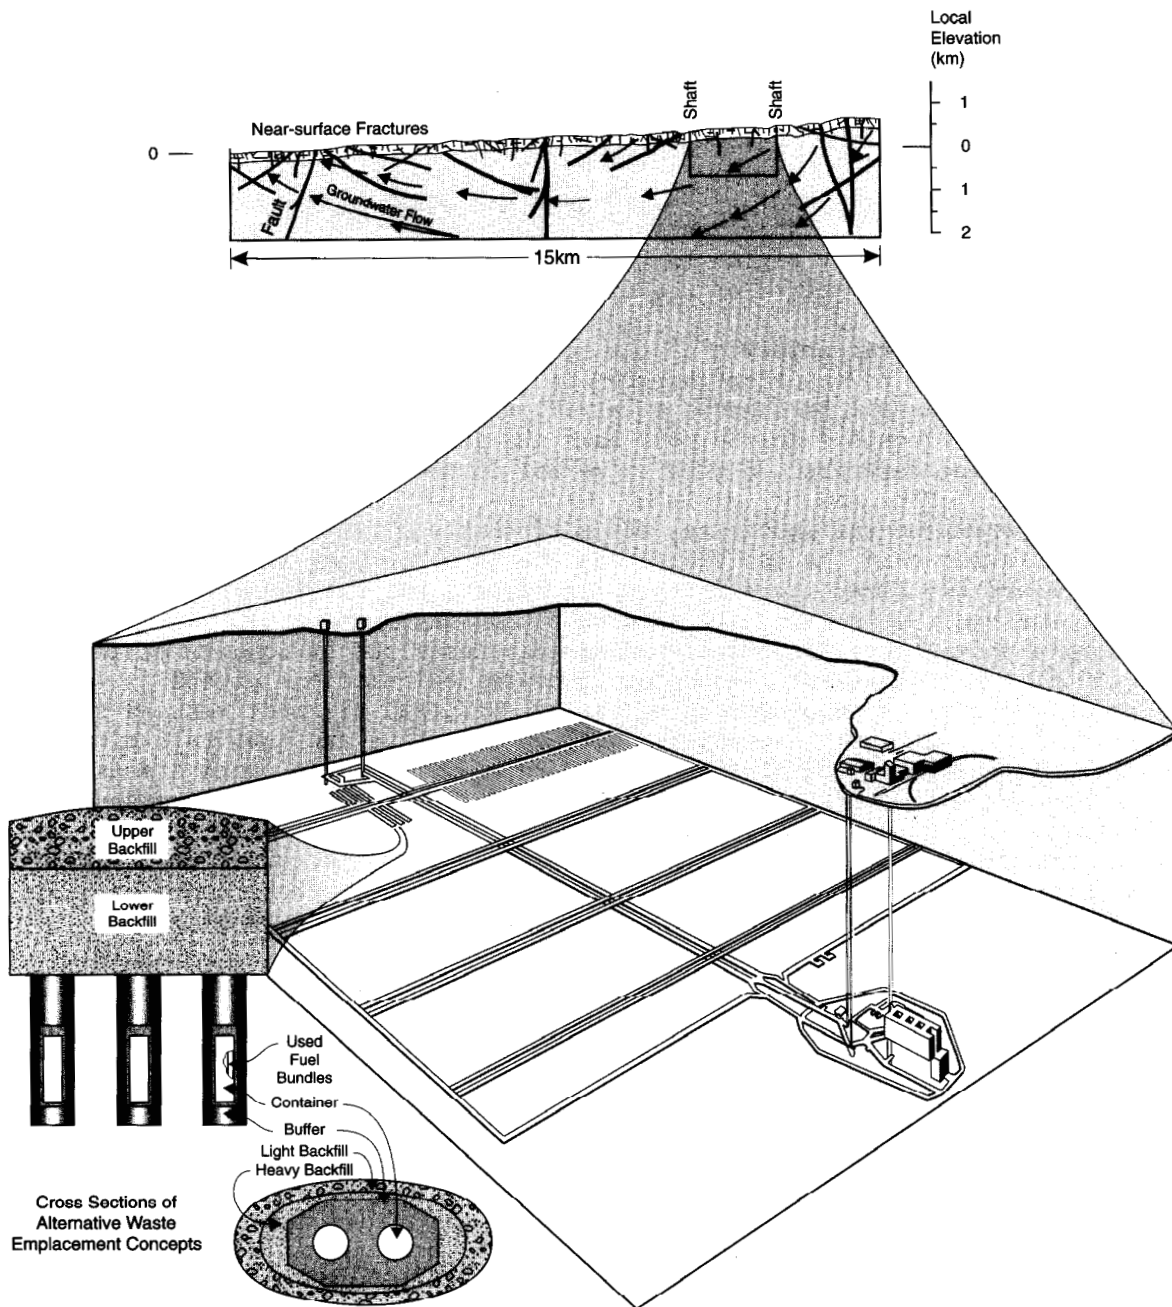 Local
Elevation
(km)
Shaft
Shaft
1
Near-surface Fractures
0
0
Fault
Groundwater Flow
1
2
15km
Upper
Backfill
Lower
Backfill
Used
Fuel
Bundles
Container
Buffer
Light Backfill
Heavy Backfill
Cross Sections of
Alternative Waste
Emplacement Concepts